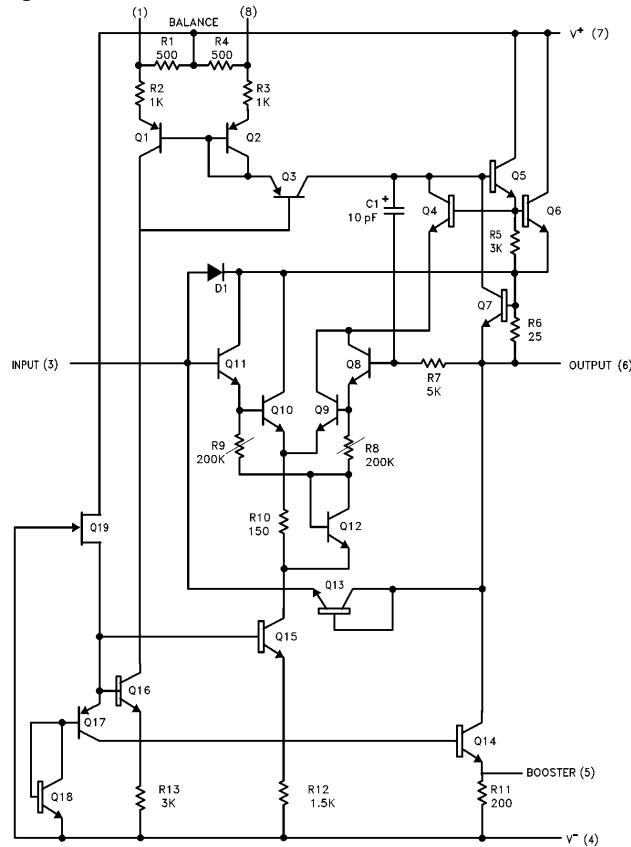 (1)
(8)
BALANCE
V+ (7)
R1
500
R4
500
R2
1K
R3
1K
Q1
Q2
Q3
Q5
C1
+
10 pF
Q4
Q6
R5
3K
D1
Q7
R6
25
INPUT (3)
Q11
Q8
R7
5K
OUTPUT (6)
Q10
Q9
R9
200K
R8
200K
Q19
R10
150
Q12
Q13
Q15
Q16
Q17
Q14
BOOSTER (5)
Q18
R13
3K
R12
1.5K
R11
200
V- (4)